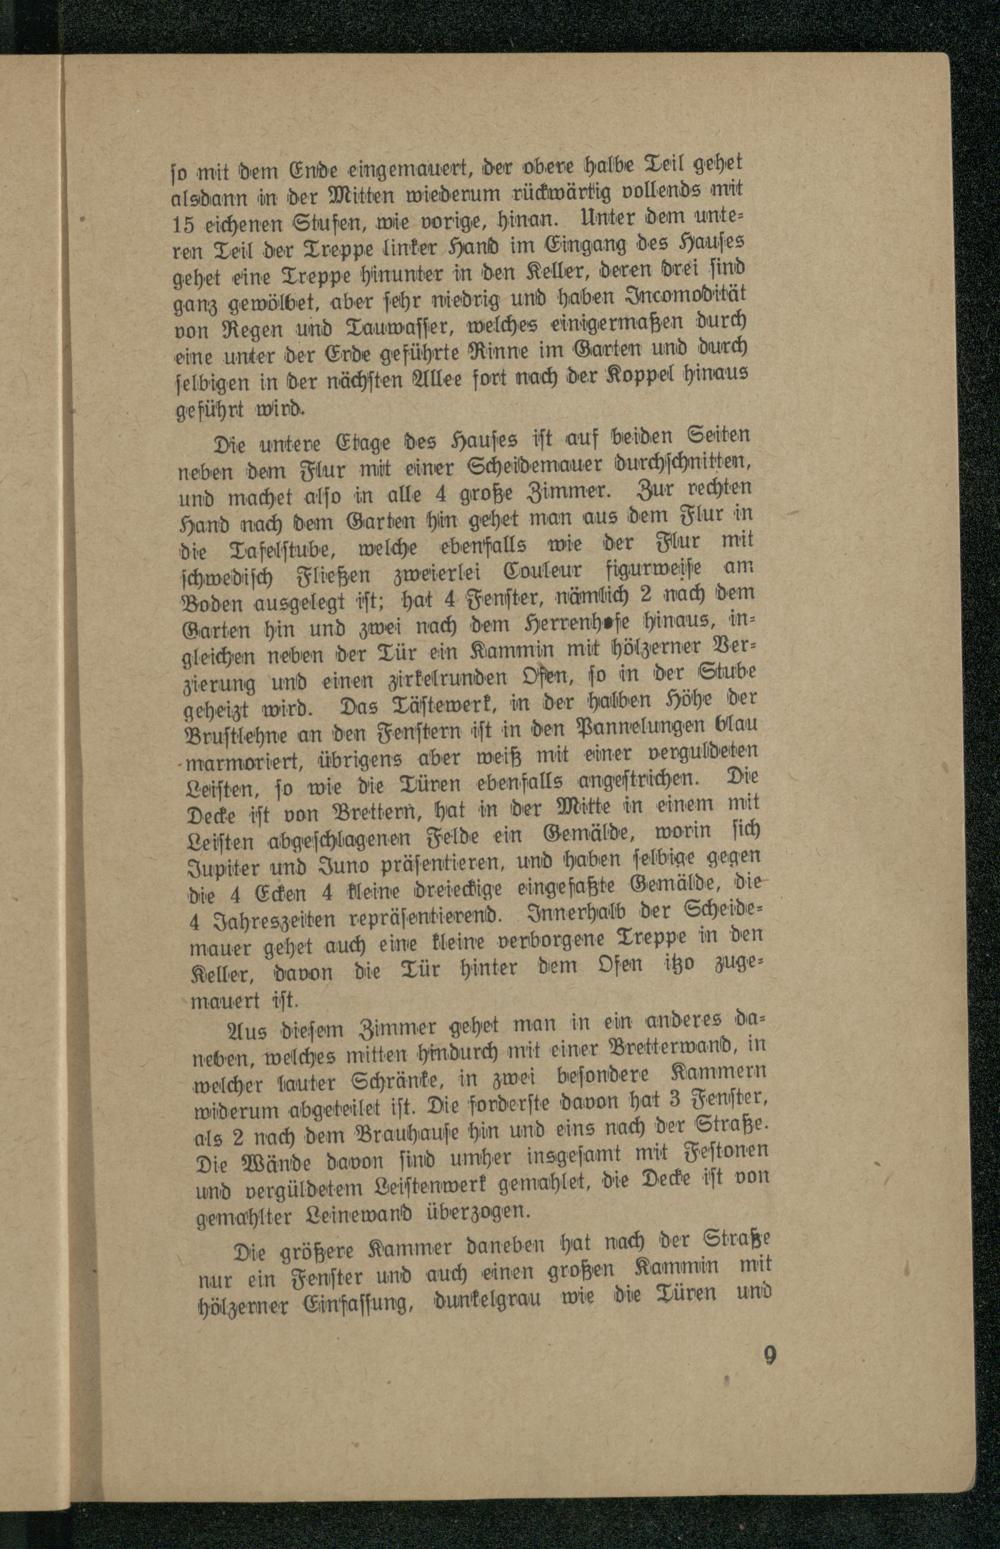 so mit dem Ende eingemauert, der obere halbe Teil gehet
alsdann in der Mitten wiederum rückwärtig vollends mit
15 eichenen Stufen, wie vorige, hinan. Unter dem unte-
ren Teil der Treppe linker Hand im Eingang des Hauses
gehet eine Treppe hinunter in den Keller, deren drei sind
ganz gewölbet, aber sehr niedrig und haben Incomodität
von Regen und Tauwasser, welches einigermaßen durch
eine unter der Erde geführte Rinne im Garten und durch
selbigen in der nächsten Allee fort nach der Koppel hinaus
geführt wird.
Die untere Etage des Hauses ist auf beiden Seiten
neben dem Flur mit einer Scheidemauer durchschnitten,
und machet also in alle 4 große Zimmer. Zur rechten
Hand nach dem Garten hin gehet man aus dem Flur in
die Tafelstube, welche ebenfalls wie der Flur mit
schwedisch Fließen zweierlei Couleur figurweise am
Boden ausgelegt ist; hat 4 Fenster, nämlich 2 nach dem
Garten hin und zwei nach dem Herrenhofe hinaus, in-
gleichen neben der Tür ein Kammin mit hölzerner Ver-
zierung und einen zirkelrunden Ofen, so in der Stube
geheizt wird. Das Tästewerk, in der halben Höhe der
Brustlehne an den Fenstern ist in den Pannelungen blau
marmoriert, übrigens aber weiß mit einer verguldeten
Leisten, so wie die Türen ebenfalls angestrichen. Die
Decke ist von Brettern, hat in der Mitte in einem mit
Leisten abgeschlagenen Felde ein Gemälde, worin sich
Jupiter und Juno präsentieren, und haben selbige gegen
die 4 Ecken 4 kleine dreieckige eingefaßte Gemälde, die
4 Jahreszeiten repräsentierend. Innerhalb der Scheide-
mauer gehet auch eine kleine verborgene Treppe in den
Keller, davon die Tür hinter dem Ofen itzo zuge-
mauert ist.
Aus diesem Zimmer gehet man in ein anderes da-
neben, welches mitten hindurch mit einer Bretterwand, in
welcher lauter Schränke, in zwei besondere Kammern
widerum abgeteilet ist. Die forderste davon hat 3 Fenster,
als 2 nach dem Brauhause hin und eins nach der Straße.
Die Wände davon sind umher insgesamt mit Festonen
und vergüldetem Leistenwerk gemahlet, die Decke ist von
gemahlter Leinewand überzogen.
Die größere Kammer daneben hat nach der Straße
nur ein Fenster und auch einen großen Kammin mit
hölzerner Einfassung, dunkelgrau wie die Türen und
9